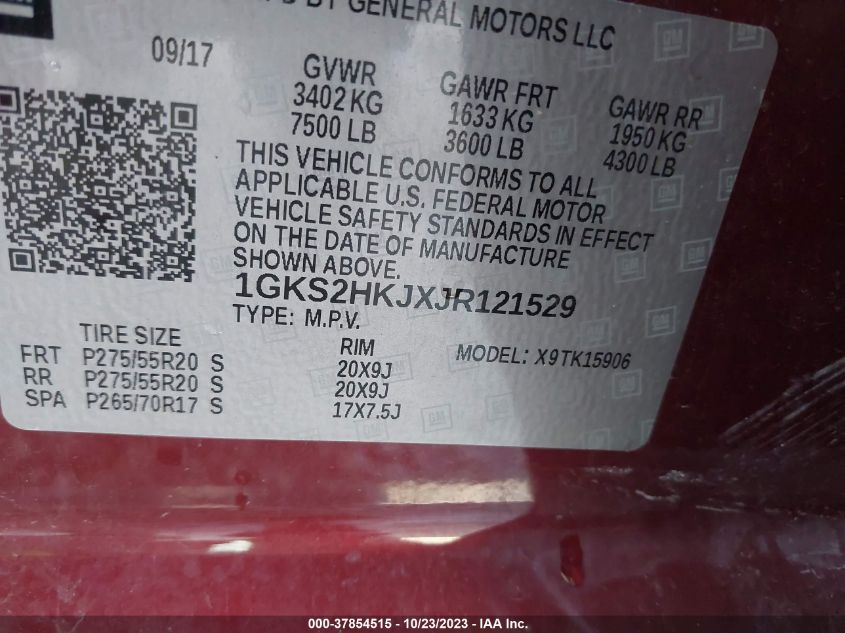 BY GENERAL MOTORS LLC
09/17
GVWR GAWR FRT GAWR RR
3402 KG 1633 KG 1950 KG
7500 LB 3600 LB 4300 LB
THIS VEHICLE CONFORMS TO ALL
APPLICABLE U.S. FEDERAL MOTOR
VEHICLE SAFETY STANDARDS IN EFFECT
ON THE DATE OF MANUFACTURE
SHOWN ABOVE.
1GKS2HKJXJR121529
TYPE: M.P.V.
TIRE SIZE RIM MODEL: X9TK15906
FRT P275/55R20 S 20X9J
RR P275/55R20 S 20X9J
SPA P265/70R17 S 17X7.5J
000-37854515 - 10/23/2023 - IAA Inc.